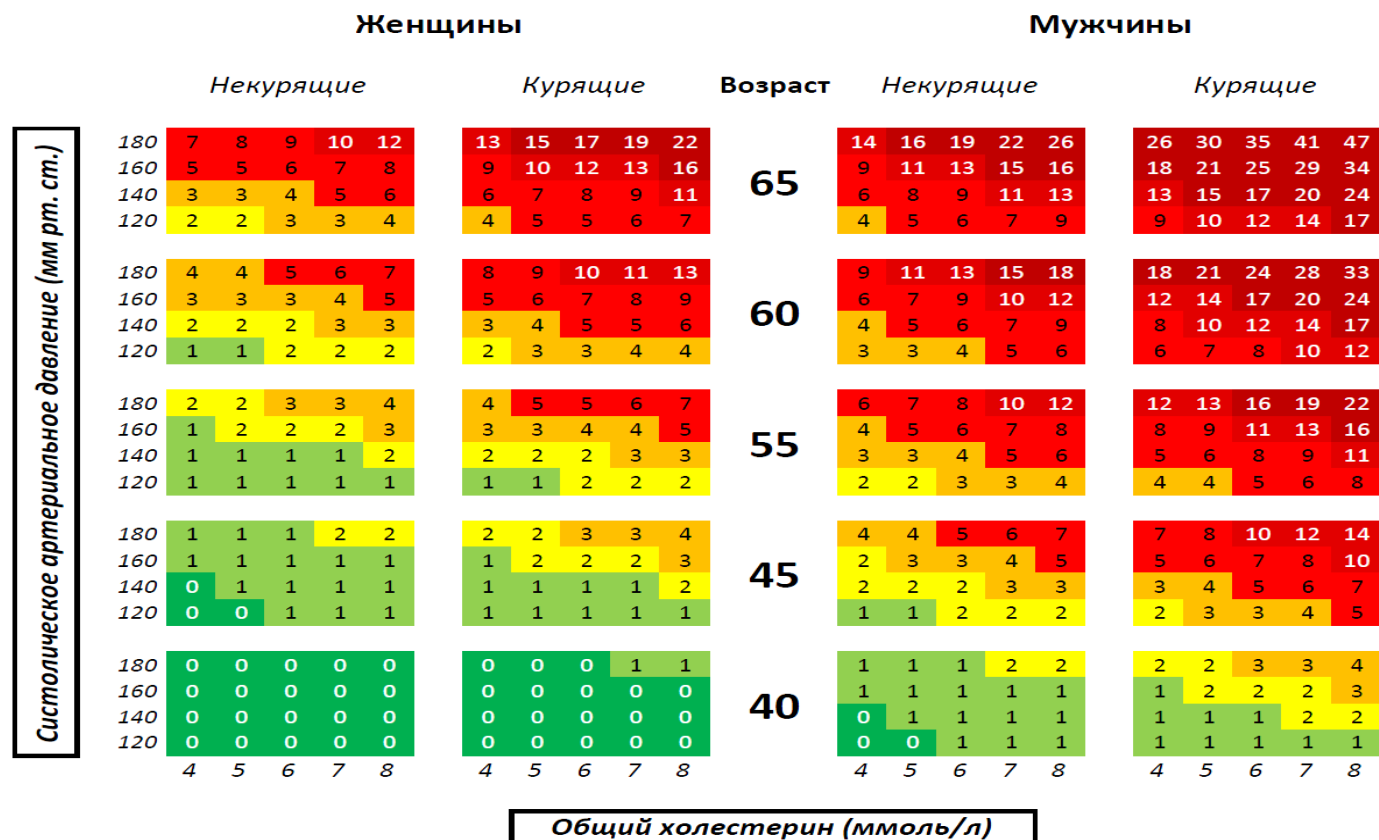 Женщины Мужчины
Некурящие Курящие Возраст Некурящие Курящие
Систолическое артериальное давление (мм рт. ст.)
180 7 8 9 10 12 13 15 17 19 22 14 16 19 22 26 26 30 35 41 47
160 5 5 6 7 8 9 10 12 13 16 9 11 13 15 16 18 21 25 29 34
65
140 3 3 4 5 6 6 7 8 9 11 6 8 9 11 13 13 15 17 20 24
120 2 2 3 3 4 4 5 5 6 7 4 5 6 7 9 9 10 12 14 17
180 4 4 5 6 7 8 9 10 11 13 9 11 13 15 18 18 21 24 28 33
160 3 3 3 4 5 5 6 7 8 9 6 7 9 10 12 12 14 17 20 24
60
140 2 2 2 3 3 3 4 5 5 6 4 5 6 7 9 8 10 12 14 17
120 1 1 2 2 2 2 3 3 4 4 3 3 4 5 6 6 7 8 10 12
180 2 2 3 3 4 4 5 5 6 7 6 7 8 10 12 12 13 16 19 22
160 1 2 2 2 3 3 3 4 4 5 4 5 6 7 8 8 9 11 13 16
55
140 1 1 1 1 2 2 2 2 3 3 3 3 4 5 6 5 6 8 9 11
120 1 1 1 1 1 1 1 2 2 2 2 2 3 3 4 4 4 5 6 8
180 1 1 1 2 2 2 2 3 3 4 4 4 5 6 7 7 8 10 12 14
160 1 1 1 1 1 1 2 2 2 3 2 3 3 4 5 5 6 7 8 10
45
140 0 1 1 1 1 1 1 1 1 2 2 2 2 3 3 3 4 5 6 7
120 0 0 1 1 1 1 1 1 1 1 1 1 2 2 2 2 3 3 4 5
180 0 0 0 0 0 0 0 0 1 1 1 1 1 2 2 2 2 3 3 4
160 0 0 0 0 0 0 0 0 0 0 1 1 1 1 1 1 2 2 2 3
40
140 0 0 0 0 0 0 0 0 0 0 0 1 1 1 1 1 1 1 2 2
120 0 0 0 0 0 0 0 0 0 0 0 0 1 1 1 1 1 1 1 1
4 5 6 7 8 4 5 6 7 8 4 5 6 7 8 4 5 6 7 8
Общий холестерин (ммоль/л)